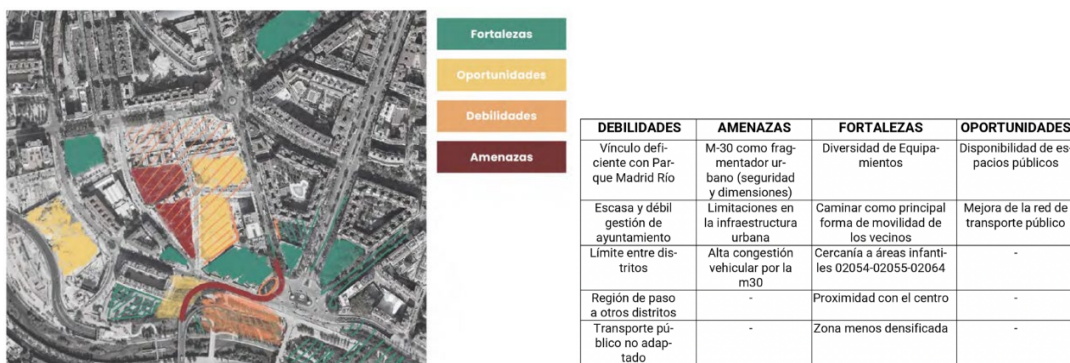 Fortalezas
Oportunidades
Debilidades
Amenazas
DEBILIDADES AMENAZAS FORTALEZAS OPORTUNIDADES
Vínculo defi-
ciente con Par-
que Madrid Río
M-30 como frag-
mentador ur-
bano (seguridad
y dimensiones)
Diversidad de Equipa-
mientos
Disponibilidad de es-
pacios públicos
Escasa y débil
gestión de
ayuntamiento
Limitaciones en
la infraestructura
urbana
Caminar como principal
forma de movilidad de
los vecinos
Mejora de la red de
transporte público
Límite entre dis-
tritos
Alta congestión
vehicular por la
m30
Cercanía a áreas infanti-
les 02054-02055-02064
-
Región de paso
a otros distritos
-
Proximidad con el centro
-
Transporte pú-
blico no adap-
tado
-
Zona menos densificada
-